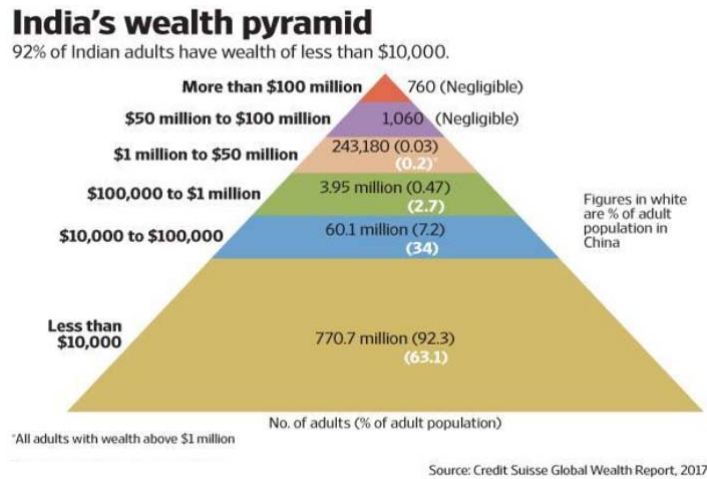 India's wealth pyramid
92% of Indian adults have wealth of less than $10,000.
More than $100 million 760 (Negligible)
$50 million to $100 million 1,060 (Negligible)
$1 million to $50 million 243,180 (0.03)
(0.2)*
$100,000 to $1 million 3.95 million (0.47)
(2.7)
Figures in white
are % of adult
population in
China
$10,000 to $100,000 60.1 million (7.2)
(34)
Less than
$10,000
770.7 million (92.3)
(63.1)
No. of adults (% of adult population)
*All adults with wealth above $1 million
Source: Credit Suisse Global Wealth Report, 2017